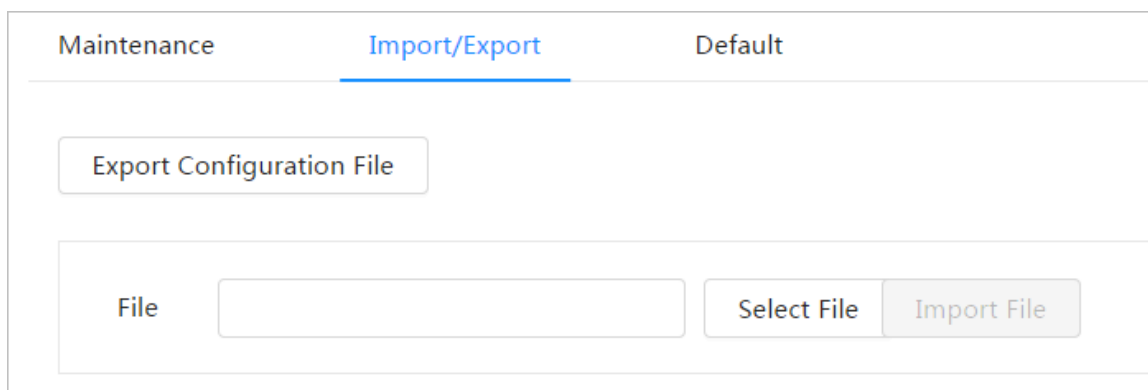 Maintenance Import/Export Default
Export Configuration File
File Select File Import File